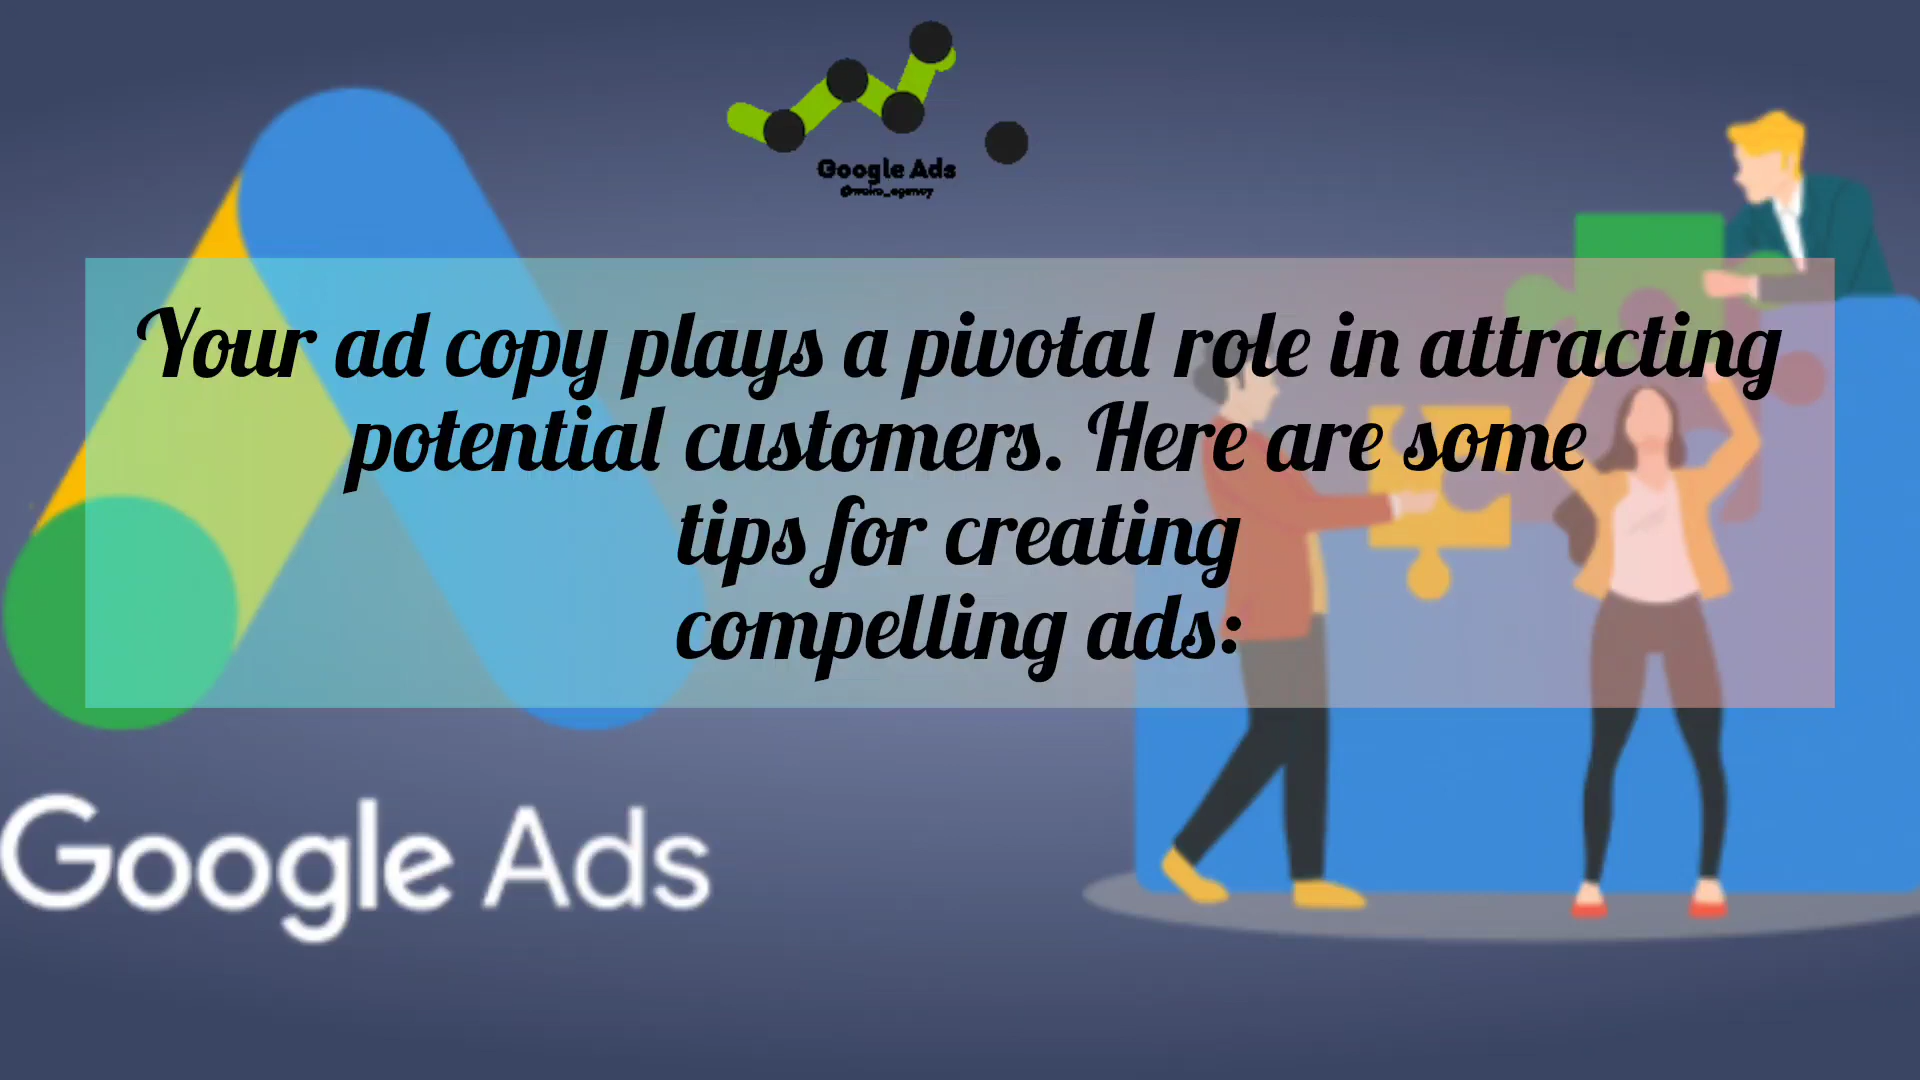 Google Ads
Your ad copy plays a pivotal role in attracting
potential customers. Here are some
tips for creating
compelling ads:
Google Ads